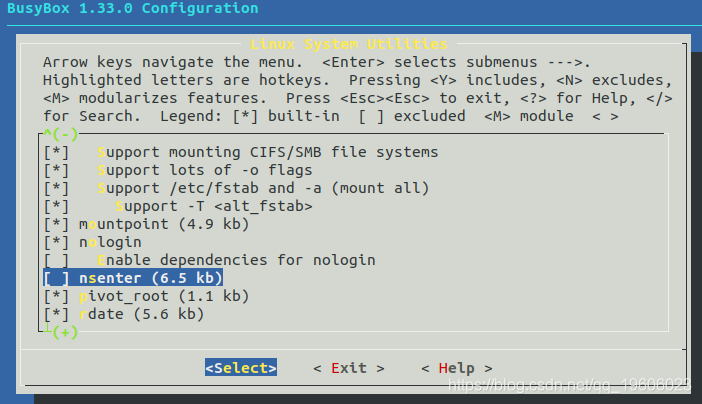 BusyBox 1.33.0 Configuration
Linux System Utilities
Arrow keys navigate the menu.  <Enter> selects submenus --->.
Highlighted letters are hotkeys.  Pressing <Y> includes, <N> excludes,
<M> modularizes features.  Press <Esc><Esc> to exit, <?> for Help, </>
for Search.  Legend: [*] built-in  [ ] excluded  <M> module  < >
^(-)
[*]   Support mounting CIFS/SMB file systems
[*]   Support lots of -o flags
[*]   Support /etc/fstab and -a (mount all)
[*]     Support -T <alt_fstab>
[*] mountpoint (4.9 kb)
[*] nologin
[ ]   Enable dependencies for nologin
[ ] nsenter (6.5 kb)
[*] pivot_root (1.1 kb)
[*] rdate (5.6 kb)
(+)
<Select>    < Exit >    < Help >
https://blog.csdn.net/qq_19606023